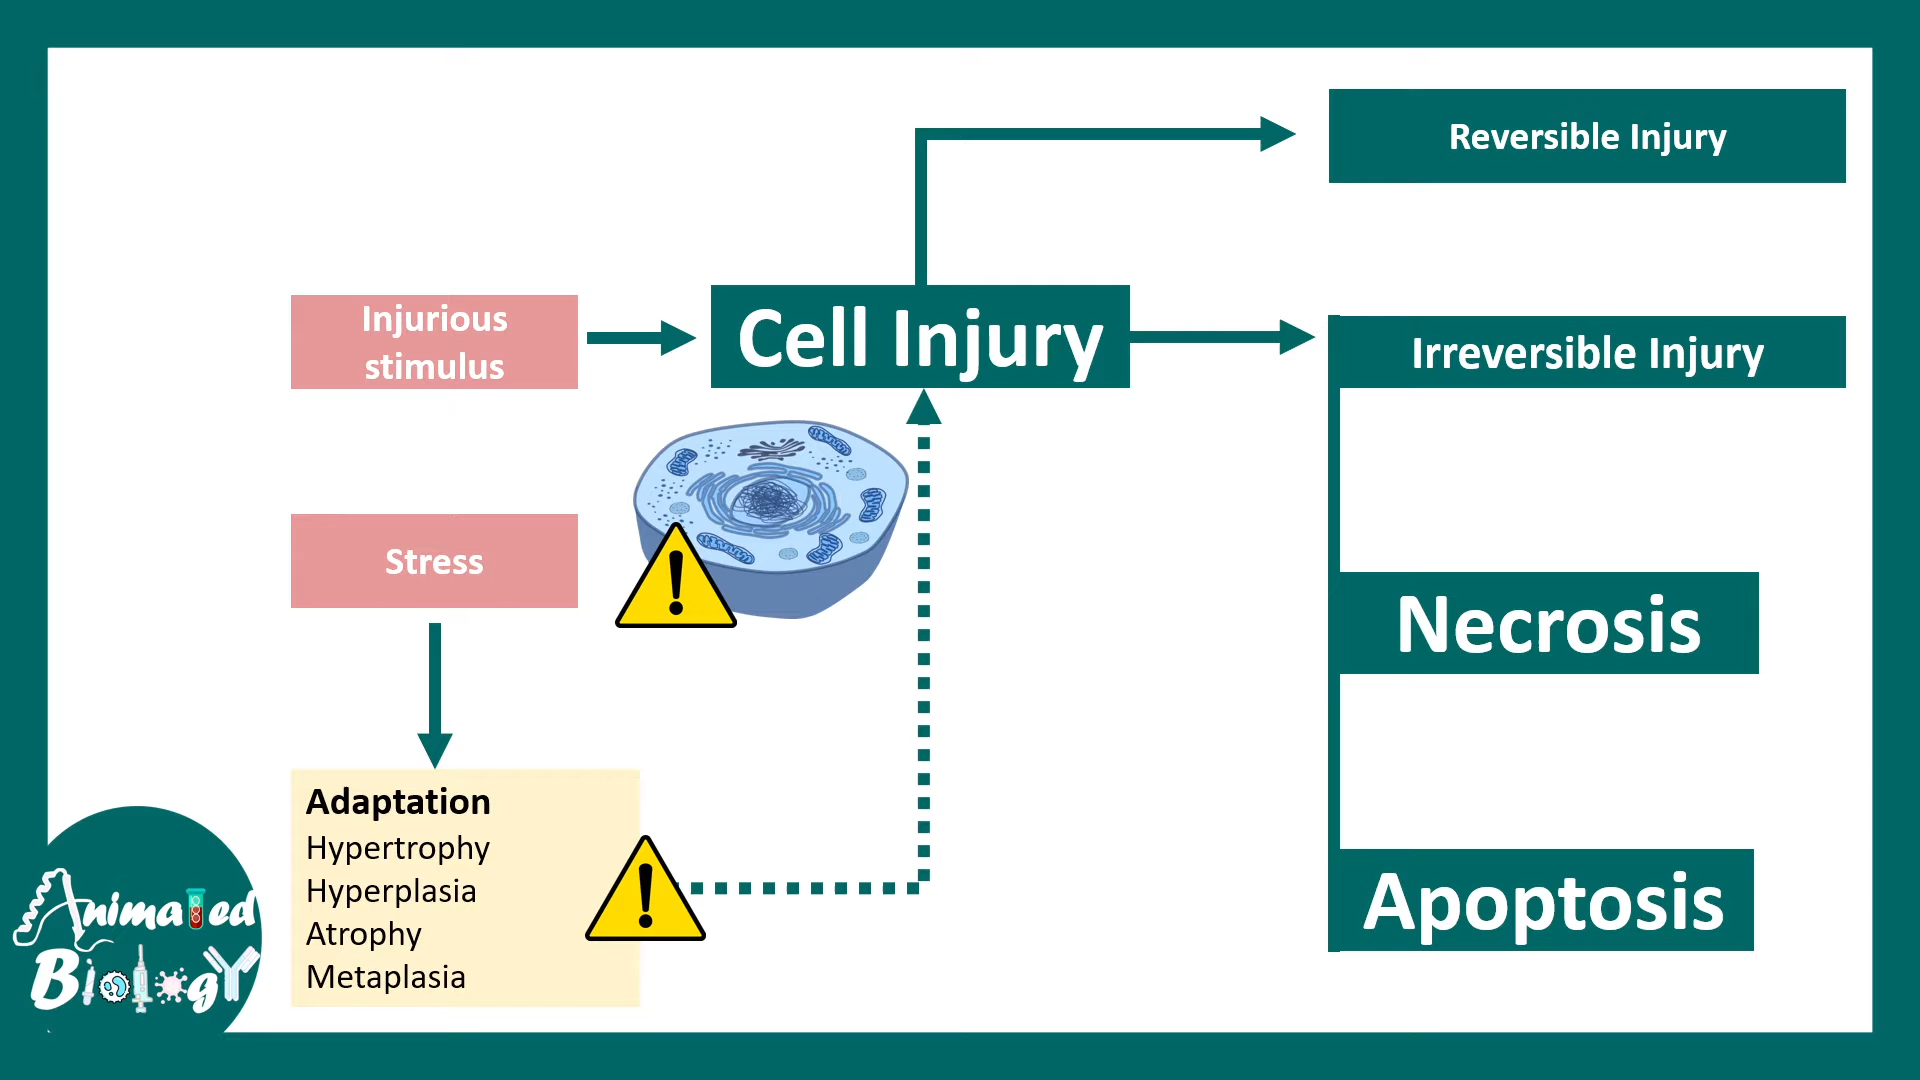 Reversible Injury
Injurious
stimulus
Cell Injury
Irreversible Injury
Stress
Necrosis
Adaptation
Hypertrophy
Hyperplasia
Atrophy
Metaplasia
Apoptosis
Animated
Biology